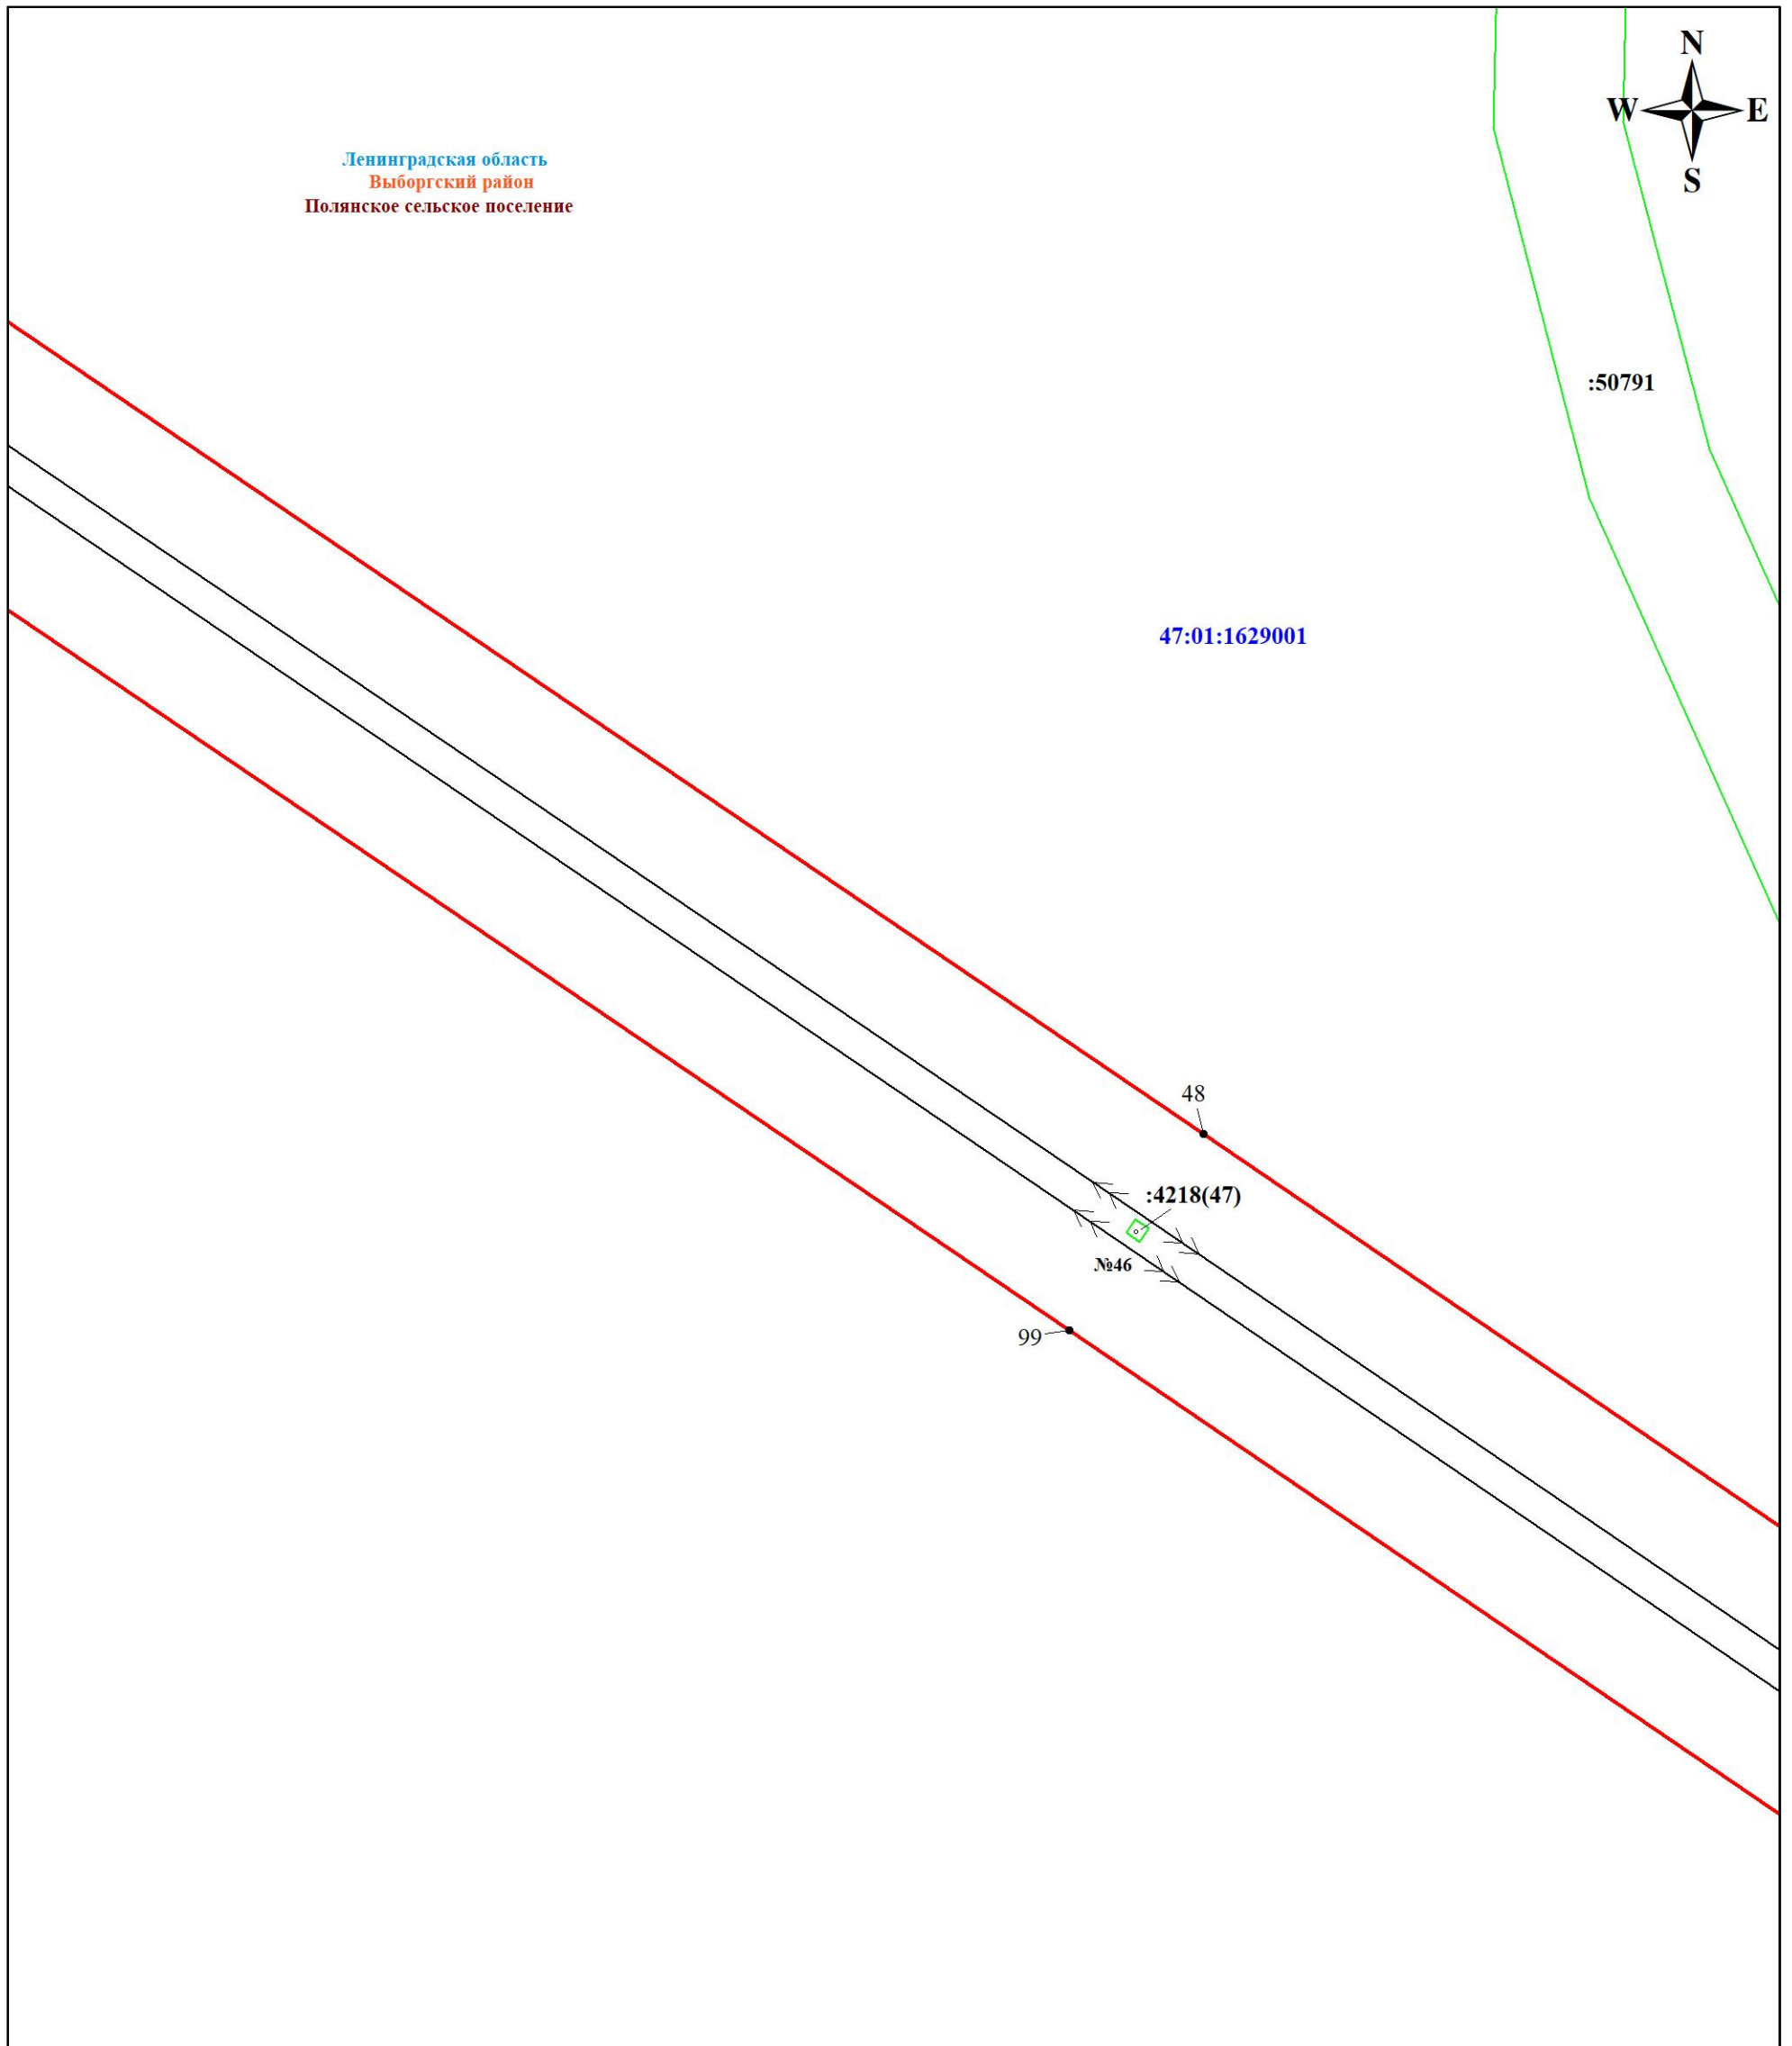 N
W E
S
Ленинградская область
Выборгский район
Полянское сельское поселение
:50791
47:01:1629001
48
:4218(47)
№46
99